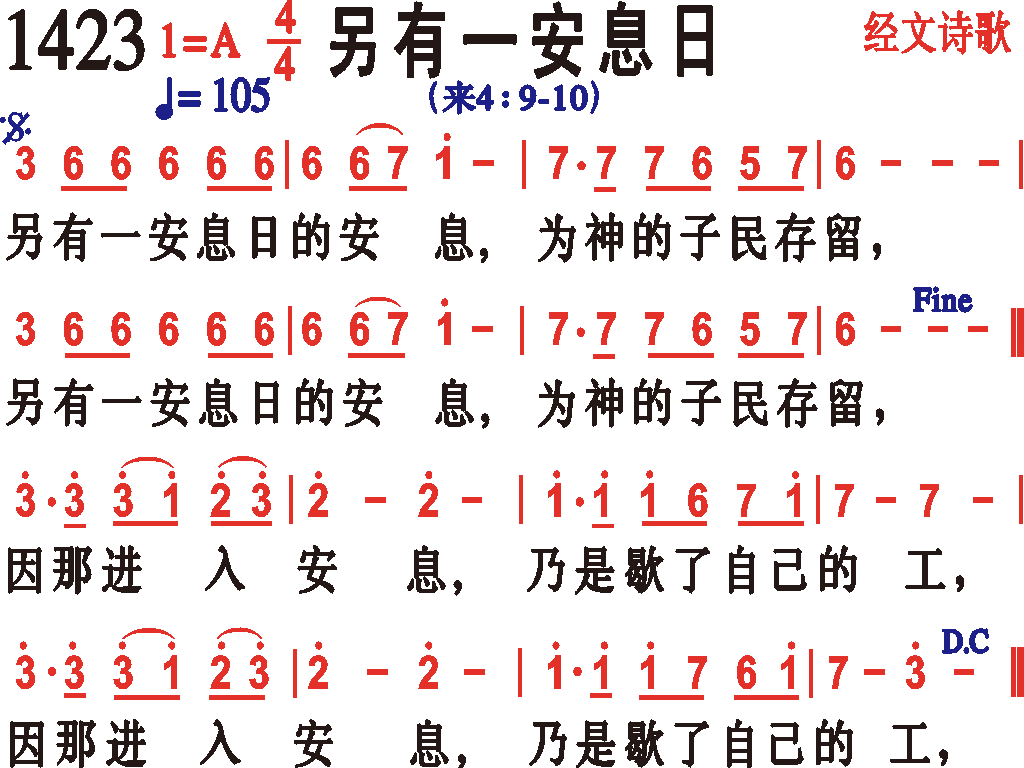 1423 1=A 4/4 另有一安息日 经文诗歌
♩=105 （来4：9-10）
3 6 6 6 6 6 | 6 6 7 i − | 7·7 7 6 5 7 | 6 − − − |
另有一安息日的安 息，为神的子民存留，
Fine
3 6 6 6 6 6 | 6 6 7 i − | 7·7 7 6 5 7 | 6 − − −
另有一安息日的安 息，为神的子民存留，
3̇·3̇ 3̇ i 2̇ 3̇ | 2̇ − 2̇ − | i·i i 6 7 i | 7 − 7 − |
因那进 入 安 息，乃是歇了自己的 工，
D.C
3̇·3̇ 3̇ i 2̇ 3̇ | 2̇ − 2̇ − | i·i i 7 6 i | 7 − 3̇ −
因那进 入 安 息，乃是歇了自己的 工，